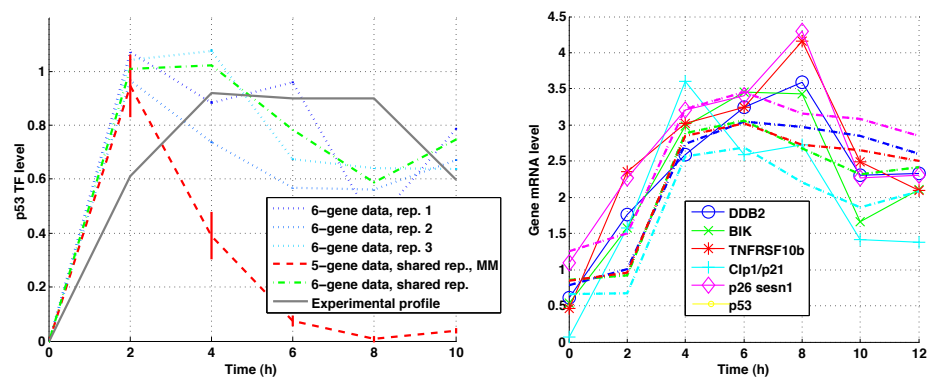 p53 TF level
1
0.8
0.6
0.4
0.2
0
0 2 4 6 8 10
Time (h)
6-gene data, rep. 1
6-gene data, rep. 2
6-gene data, rep. 3
5-gene data, shared rep., MM
6-gene data, shared rep.
Experimental profile
Gene mRNA level
4.5
4
3.5
3
2.5
2
1.5
1
0.5
0
0 2 4 6 8 10 12
Time (h)
DDB2
BIK
TNFRSF10b
CIp1/p21
p26 sesn1
p53